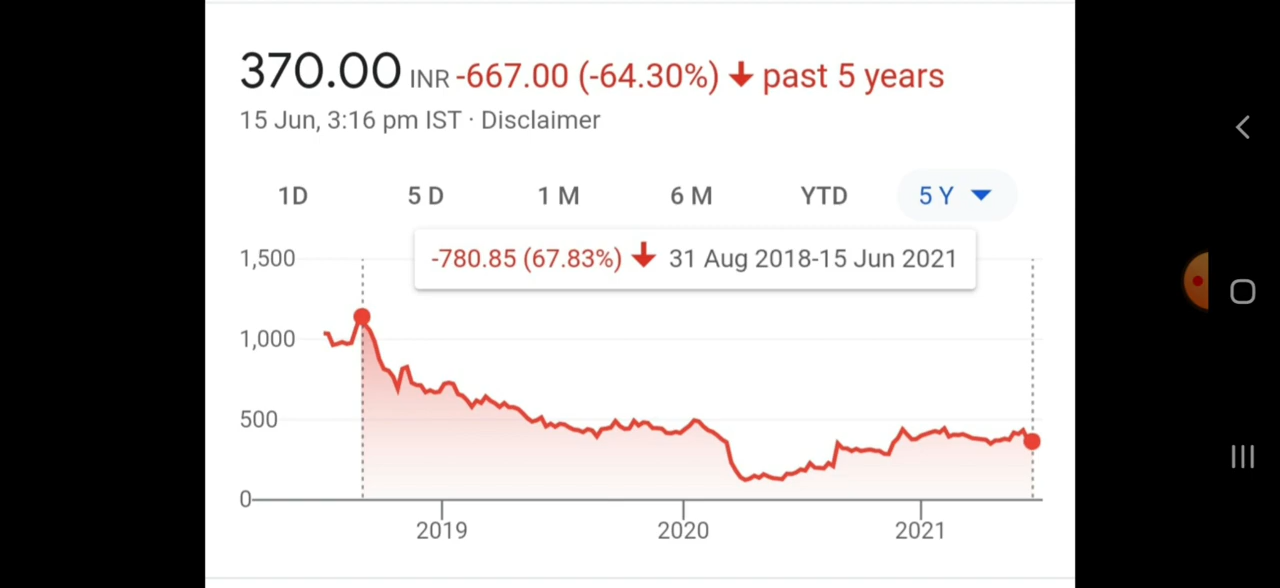 370.00 INR -667.00 (-64.30%) ↓ past 5 years
15 Jun, 3:16 pm IST · Disclaimer
1D 5 D 1 M 6 M YTD 5 Y
-780.85 (67.83%) ↓ 31 Aug 2018-15 Jun 2021
1,500
1,000
500
0
2019 2020 2021